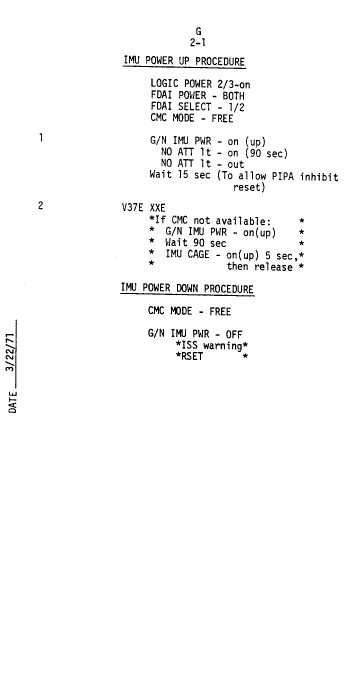 G
2-1
IMU POWER UP PROCEDURE
LOGIC POWER 2/3-on
FDAI POWER - BOTH
FDAI SELECT - 1/2
CMC MODE - FREE
1 G/N IMU PWR - on (up)
NO ATT lt - on (90 sec)
NO ATT lt - out
Wait 15 sec (To allow PIPA inhibit
reset)
2 V37E XXE
*If CMC not available: *
* G/N IMU PWR - on(up) *
* Wait 90 sec *
* IMU CAGE - on(up) 5 sec,*
* then release *
IMU POWER DOWN PROCEDURE
CMC MODE - FREE
G/N IMU PWR - OFF
*ISS warning*
*RSET *
DATE 3/22/71